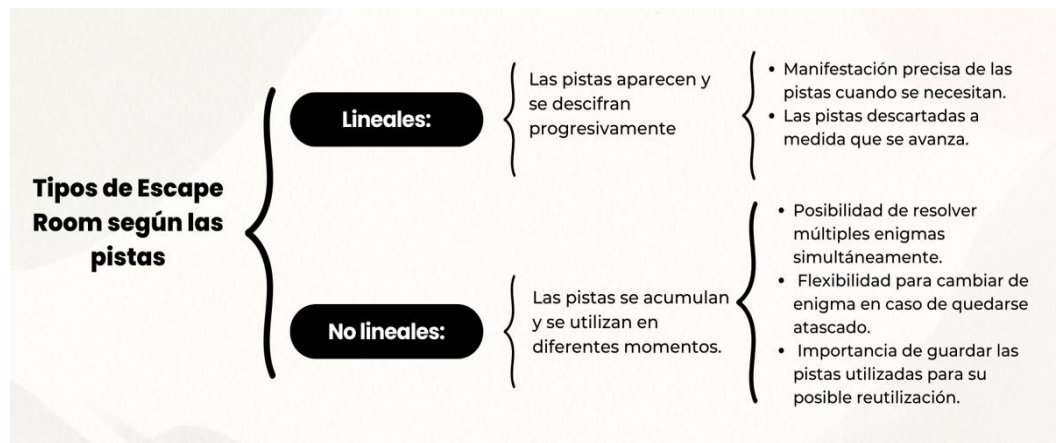 Tipos de Escape
Room según las
pistas
Lineales:
Las pistas aparecen y
se descifran
progresivamente
• Manifestación precisa de las
pistas cuando se necesitan.
• Las pistas descartadas a
medida que se avanza.
No lineales:
Las pistas se acumulan
y se utilizan en
diferentes momentos.
• Posibilidad de resolver
múltiples enigmas
simultáneamente.
• Flexibilidad para cambiar de
enigma en caso de quedarse
atascado.
• Importancia de guardar las
pistas utilizadas para su
posible reutilización.